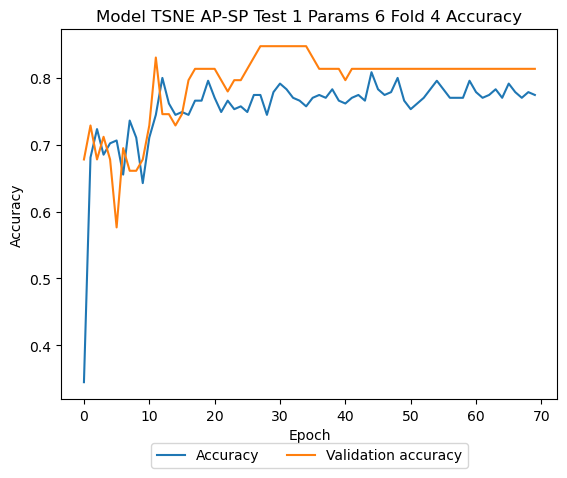 Model TSNE AP-SP Test 1 Params 6 Fold 4 Accuracy
0.8
0.7
0.6
0.5
0.4
Accuracy
0 10 20 30 40 50 60 70
Epoch
Accuracy Validation accuracy